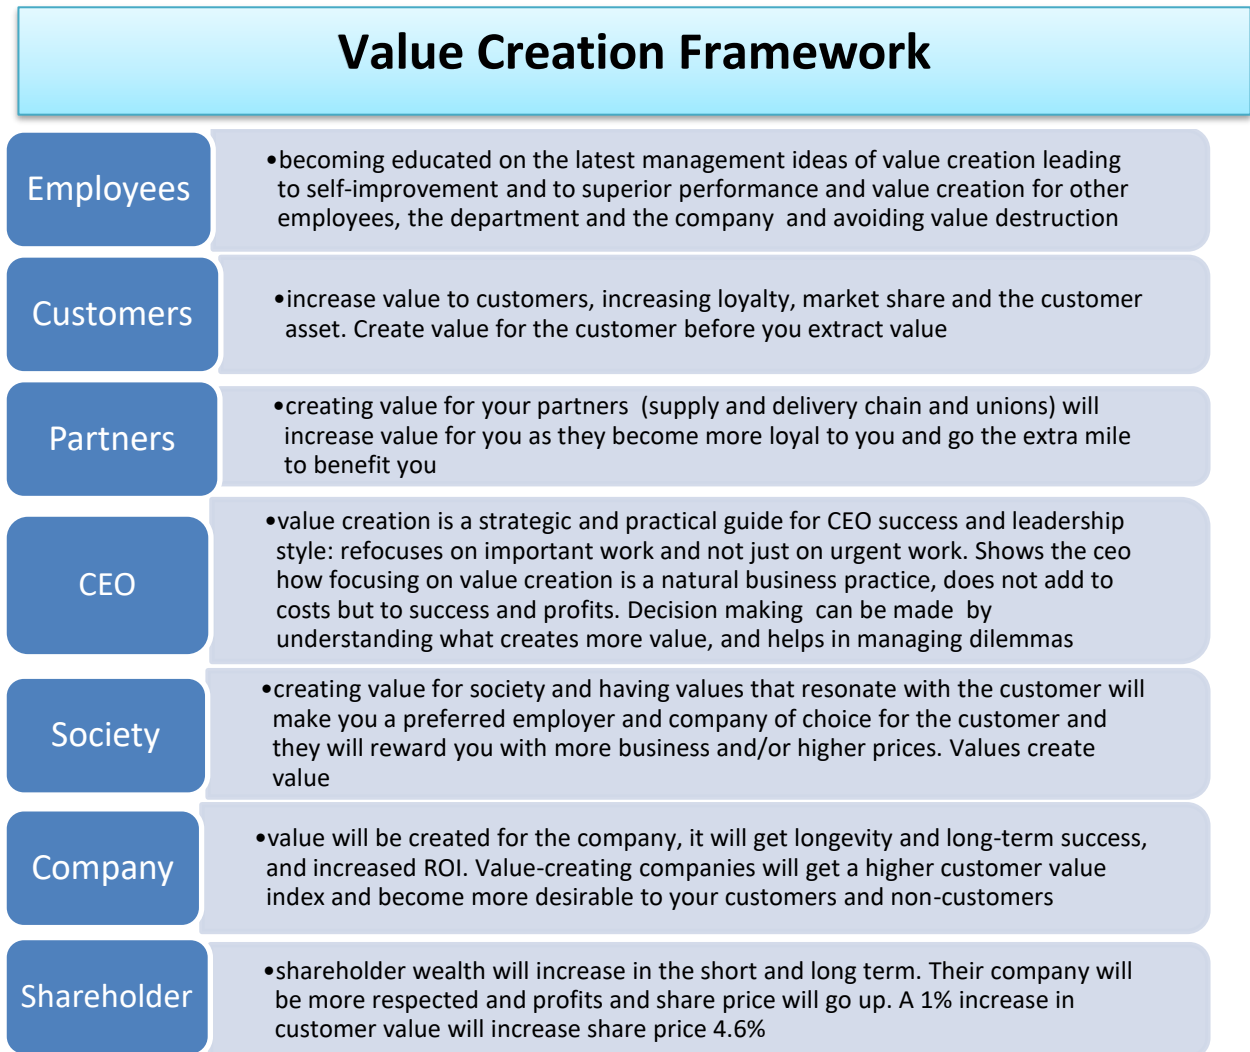 Value Creation Framework
Employees
•becoming educated on the latest management ideas of value creation leading
to self-improvement and to superior performance and value creation for other
employees, the department and the company  and avoiding value destruction
Customers
•increase value to customers, increasing loyalty, market share and the customer
asset. Create value for the customer before you extract value
Partners
•creating value for your partners  (supply and delivery chain and unions) will
increase value for you as they become more loyal to you and go the extra mile
to benefit you
CEO
•value creation is a strategic and practical guide for CEO success and leadership
style: refocuses on important work and not just on urgent work. Shows the ceo
how focusing on value creation is a natural business practice, does not add to
costs but to success and profits. Decision making  can be made  by
understanding what creates more value, and helps in managing dilemmas
Society
•creating value for society and having values that resonate with the customer will
make you a preferred employer and company of choice for the customer and
they will reward you with more business and/or higher prices. Values create
value
Company
•value will be created for the company, it will get longevity and long-term success,
and increased ROI. Value-creating companies will get a higher customer value
index and become more desirable to your customers and non-customers
Shareholder
•shareholder wealth will increase in the short and long term. Their company will
be more respected and profits and share price will go up. A 1% increase in
customer value will increase share price 4.6%